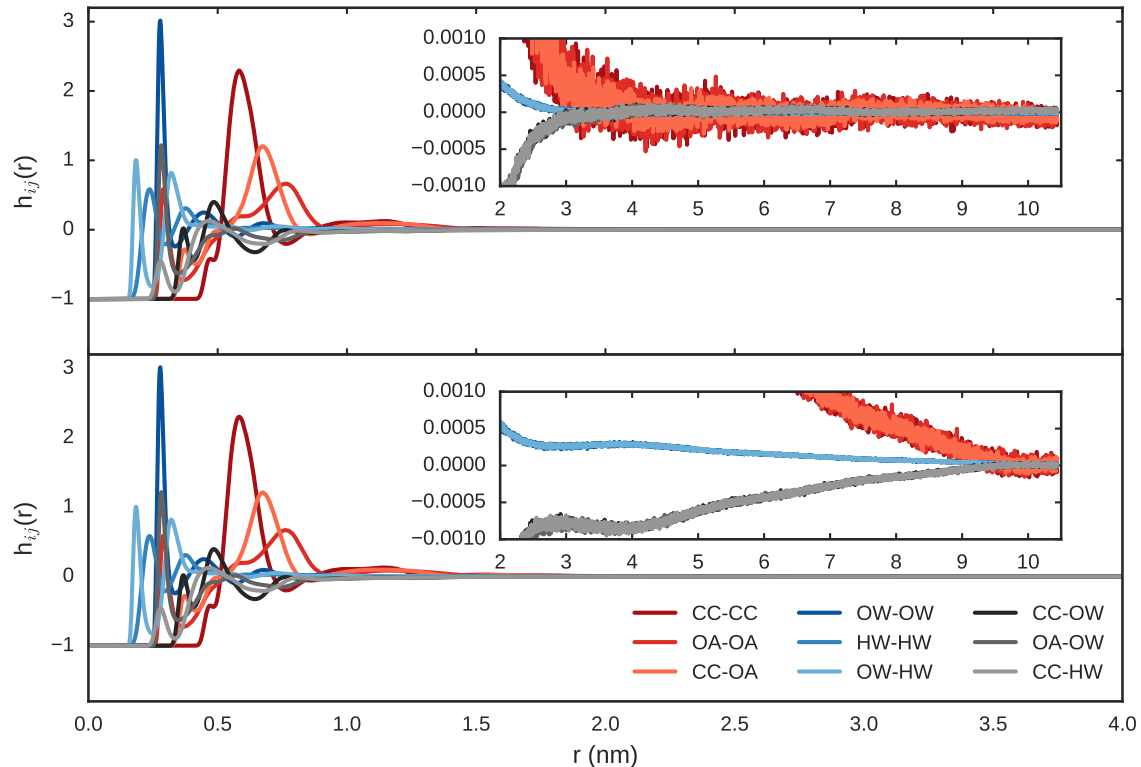 3
2
1
0
−1
h_{ij}(r)
0.0010
0.0005
0.0000
−0.0005
−0.0010
2 3 4 5 6 7 8 9 10
3
2
1
0
−1
h_{ij}(r)
0.0010
0.0005
0.0000
−0.0005
−0.0010
2 3 4 5 6 7 8 9 10
CC-CC OW-OW CC-OW
OA-OA HW-HW OA-OW
CC-OA OW-HW CC-HW
0.0 0.5 1.0 1.5 2.0 2.5 3.0 3.5 4.0
r (nm)